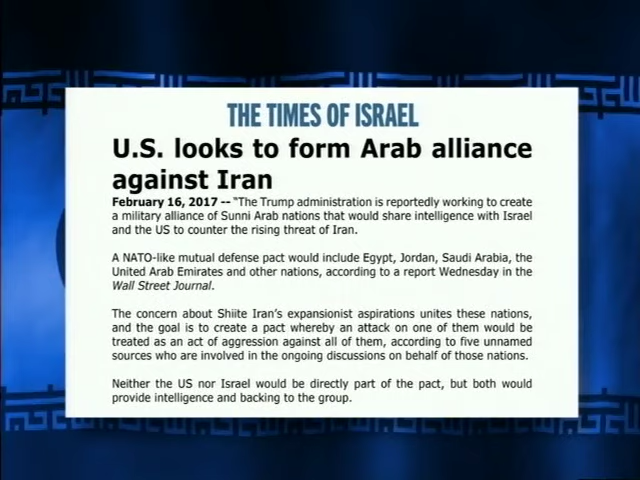 THE TIMES OF ISRAEL
U.S. looks to form Arab alliance
against Iran
February 16, 2017 -- “The Trump administration is reportedly working to create
a military alliance of Sunni Arab nations that would share intelligence with Israel
and the US to counter the rising threat of Iran.
A NATO-like mutual defense pact would include Egypt, Jordan, Saudi Arabia, the
United Arab Emirates and other nations, according to a report Wednesday in the
Wall Street Journal.
The concern about Shiite Iran’s expansionist aspirations unites these nations,
and the goal is to create a pact whereby an attack on one of them would be
treated as an act of aggression against all of them, according to five unnamed
sources who are involved in the ongoing discussions on behalf of those nations.
Neither the US nor Israel would be directly part of the pact, but both would
provide intelligence and backing to the group.